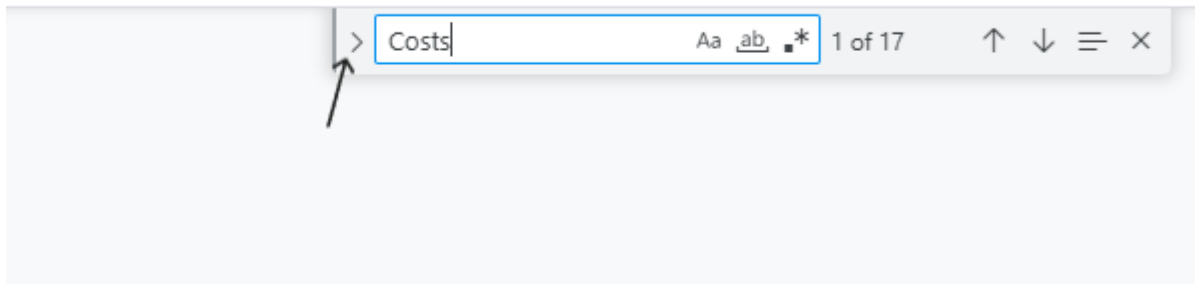 Costs Aa ab, .* 1 of 17